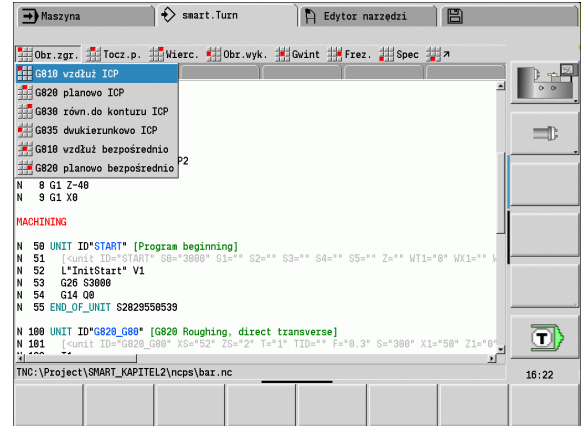 Maszyna smart.Turn Edytor narzędzi
Obr.zgr. Tocz.p. Wierc. Obr.wyk. Gwint Frez. Spec
G810 wzdłuż ICP
G820 planowo ICP
G830 równ.do konturu ICP
G835 dwukierunkowo ICP
G810 wzdłuż bezpośrednio
G820 planowo bezpośrednio
P2
N 8 G1 Z-40
N 9 G1 X0
MACHINING
N 50 UNIT ID"START" [Program beginning]
N 51 [<unit ID="START" S0="3000" S1="" S2="" S3="" S4="" S5="" Z="" WT1="0" WX1=""
N 52 L"InitStart" V1
N 53 G26 S3000
N 54 G14 Q0
N 55 END_OF_UNIT S2829550539
N 100 UNIT ID"G820_G80" [G820 Roughing, direct transverse]
N 101 [<unit ID="G820_G80" XS="52" ZS="2" T="1" TID="" F="0.3" S="300" X1="50" Z1="0"
TNC:\Project\SMART_KAPITEL2\ncps\bar.nc
T
16:22